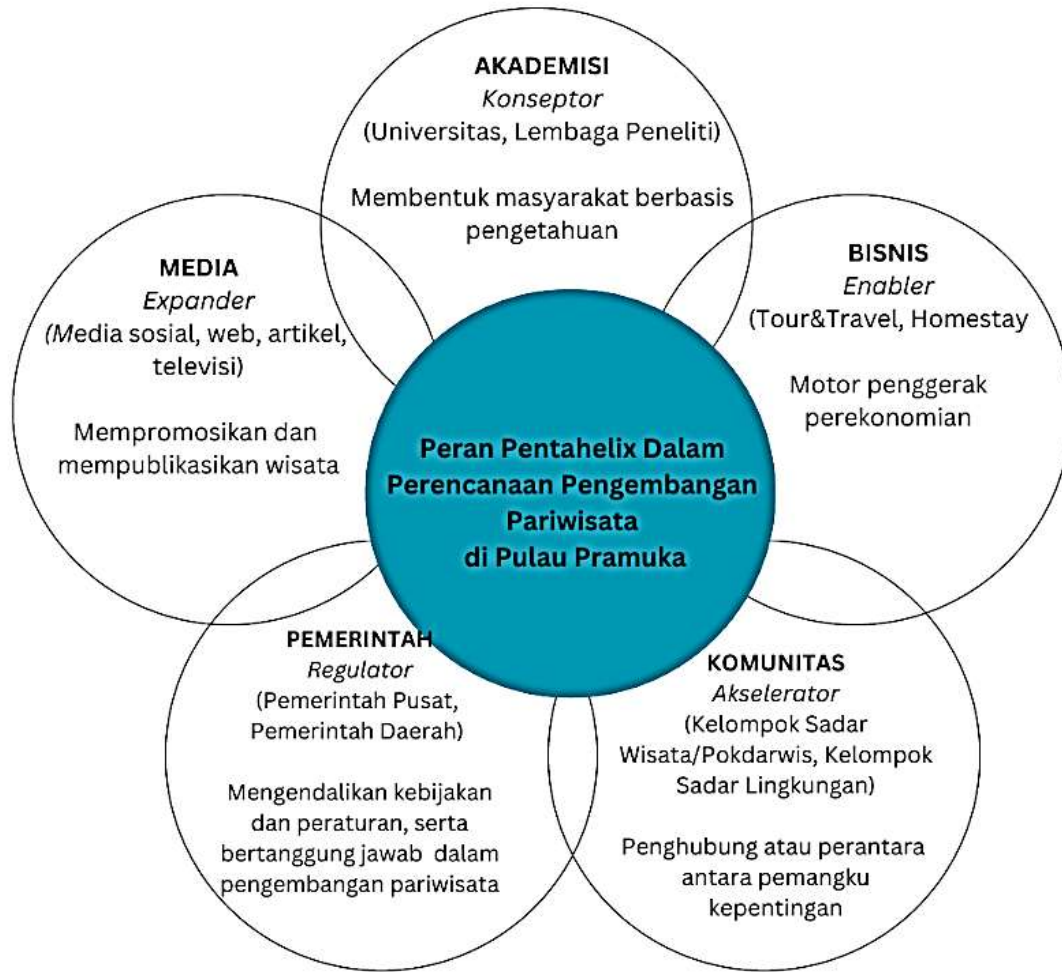 AKADEMISI
Konseptor
(Universitas, Lembaga Peneliti)
Membentuk masyarakat berbasis
pengetahuan
MEDIA
Expander
(Media sosial, web, artikel,
televisi)
Mempromosikan dan
mempublikasikan wisata
BISNIS
Enabler
(Tour&Travel, Homestay
Motor penggerak
perekonomian
Peran Pentahelix Dalam
Perencanaan Pengembangan
Pariwisata
di Pulau Pramuka
PEMERINTAH
Regulator
(Pemerintah Pusat,
Pemerintah Daerah)
Mengendalikan kebijakan
dan peraturan, serta
bertanggung jawab dalam
pengembangan pariwisata
KOMUNITAS
Akselerator
(Kelompok Sadar
Wisata/Pokdarwis, Kelompok
Sadar Lingkungan)
Penghubung atau perantara
antara pemangku
kepentingan